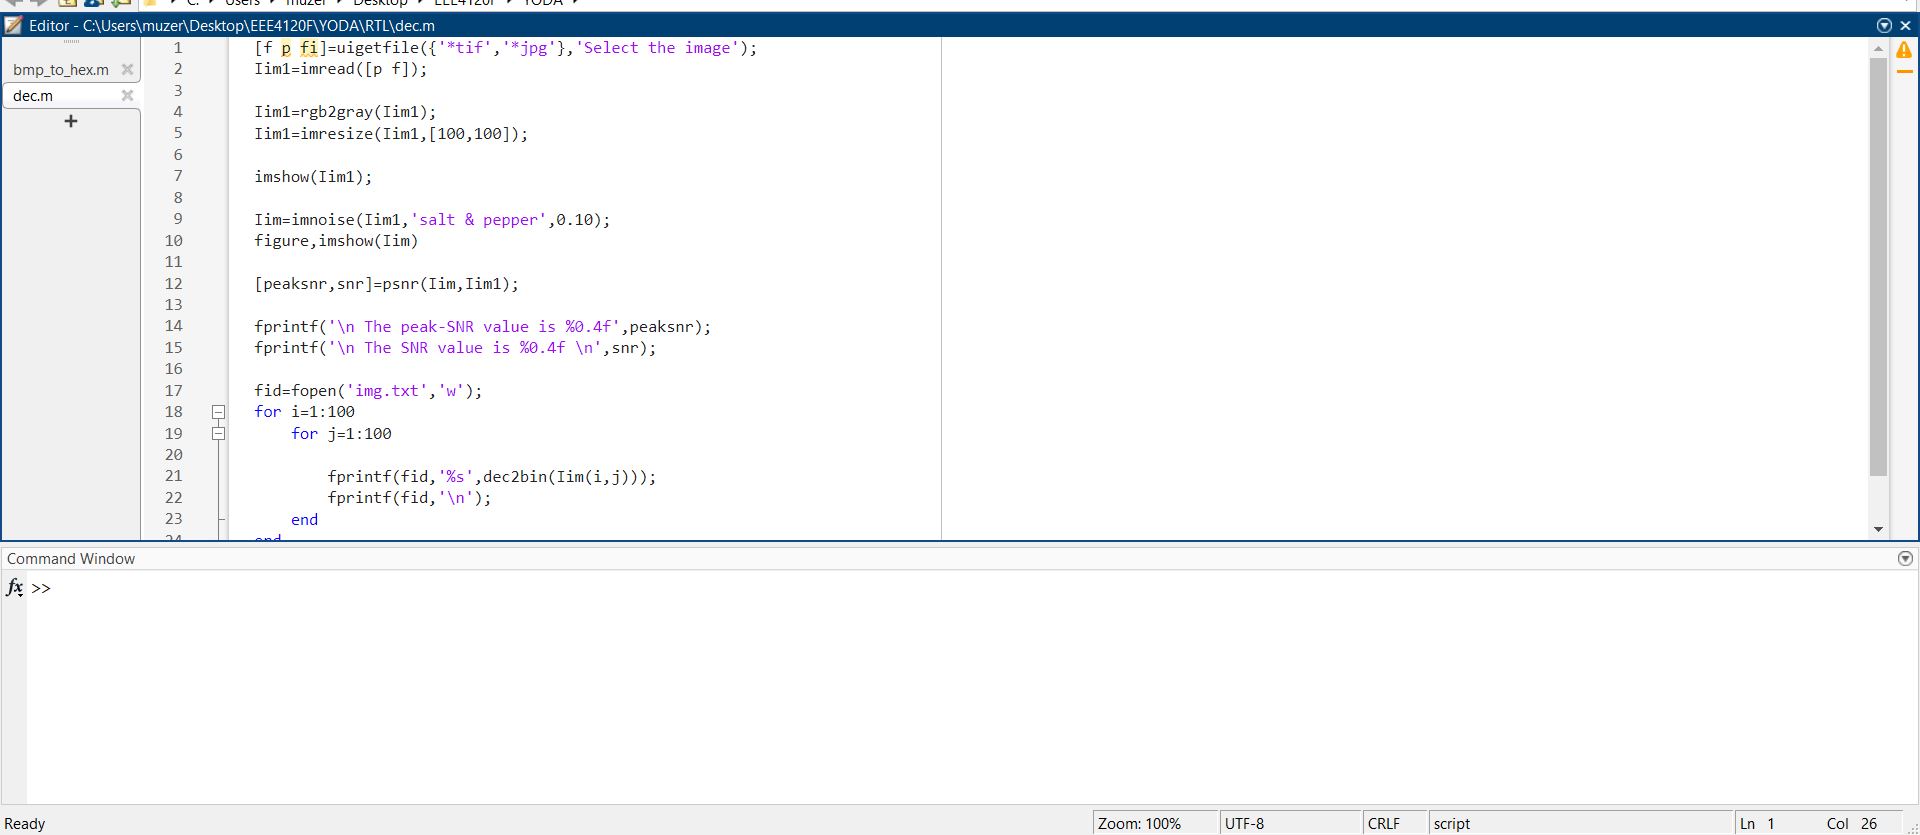 C: Users muzer Desktop EEE4120F YODA
Editor - C:\Users\muzer\Desktop\EEE4120F\YODA\RTL\dec.m
bmp_to_hex.m
dec.m
1 [f p fi]=uigetfile({'*tif','*jpg'},'Select the image');
2 Iim1=imread([p f]);
3
4 Iim1=rgb2gray(Iim1);
5 Iim1=imresize(Iim1,[100,100]);
6
7 imshow(Iim1);
8
9 Iim=imnoise(Iim1,'salt & pepper',0.10);
10 figure,imshow(Iim)
11
12 [peaksnr,snr]=psnr(Iim,Iim1);
13
14 fprintf('\n The peak-SNR value is %0.4f',peaksnr);
15 fprintf('\n The SNR value is %0.4f \n',snr);
16
17 fid=fopen('img.txt','w');
18 for i=1:100
19 for j=1:100
20
21 fprintf(fid,'%s',dec2bin(Iim(i,j)));
22 fprintf(fid,'\n');
23 end
24 end
Command Window
fx >>
Ready Zoom: 100% UTF-8 CRLF script Ln 1 Col 26